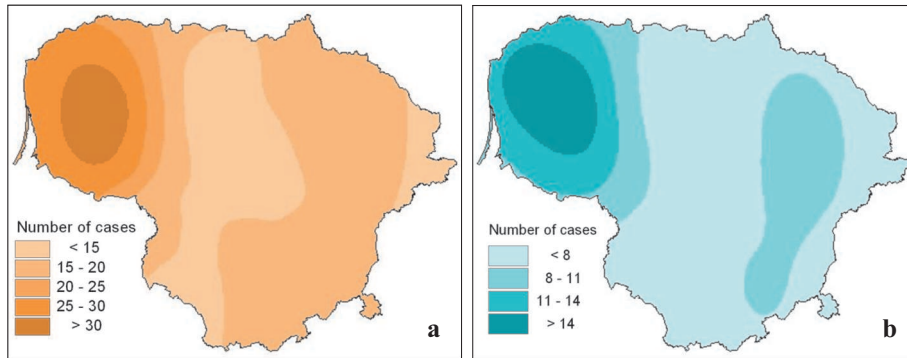 Number of cases
< 15
15 - 20
20 - 25
25 - 30
> 30
a
Number of cases
< 8
8 - 11
11 - 14
> 14
b